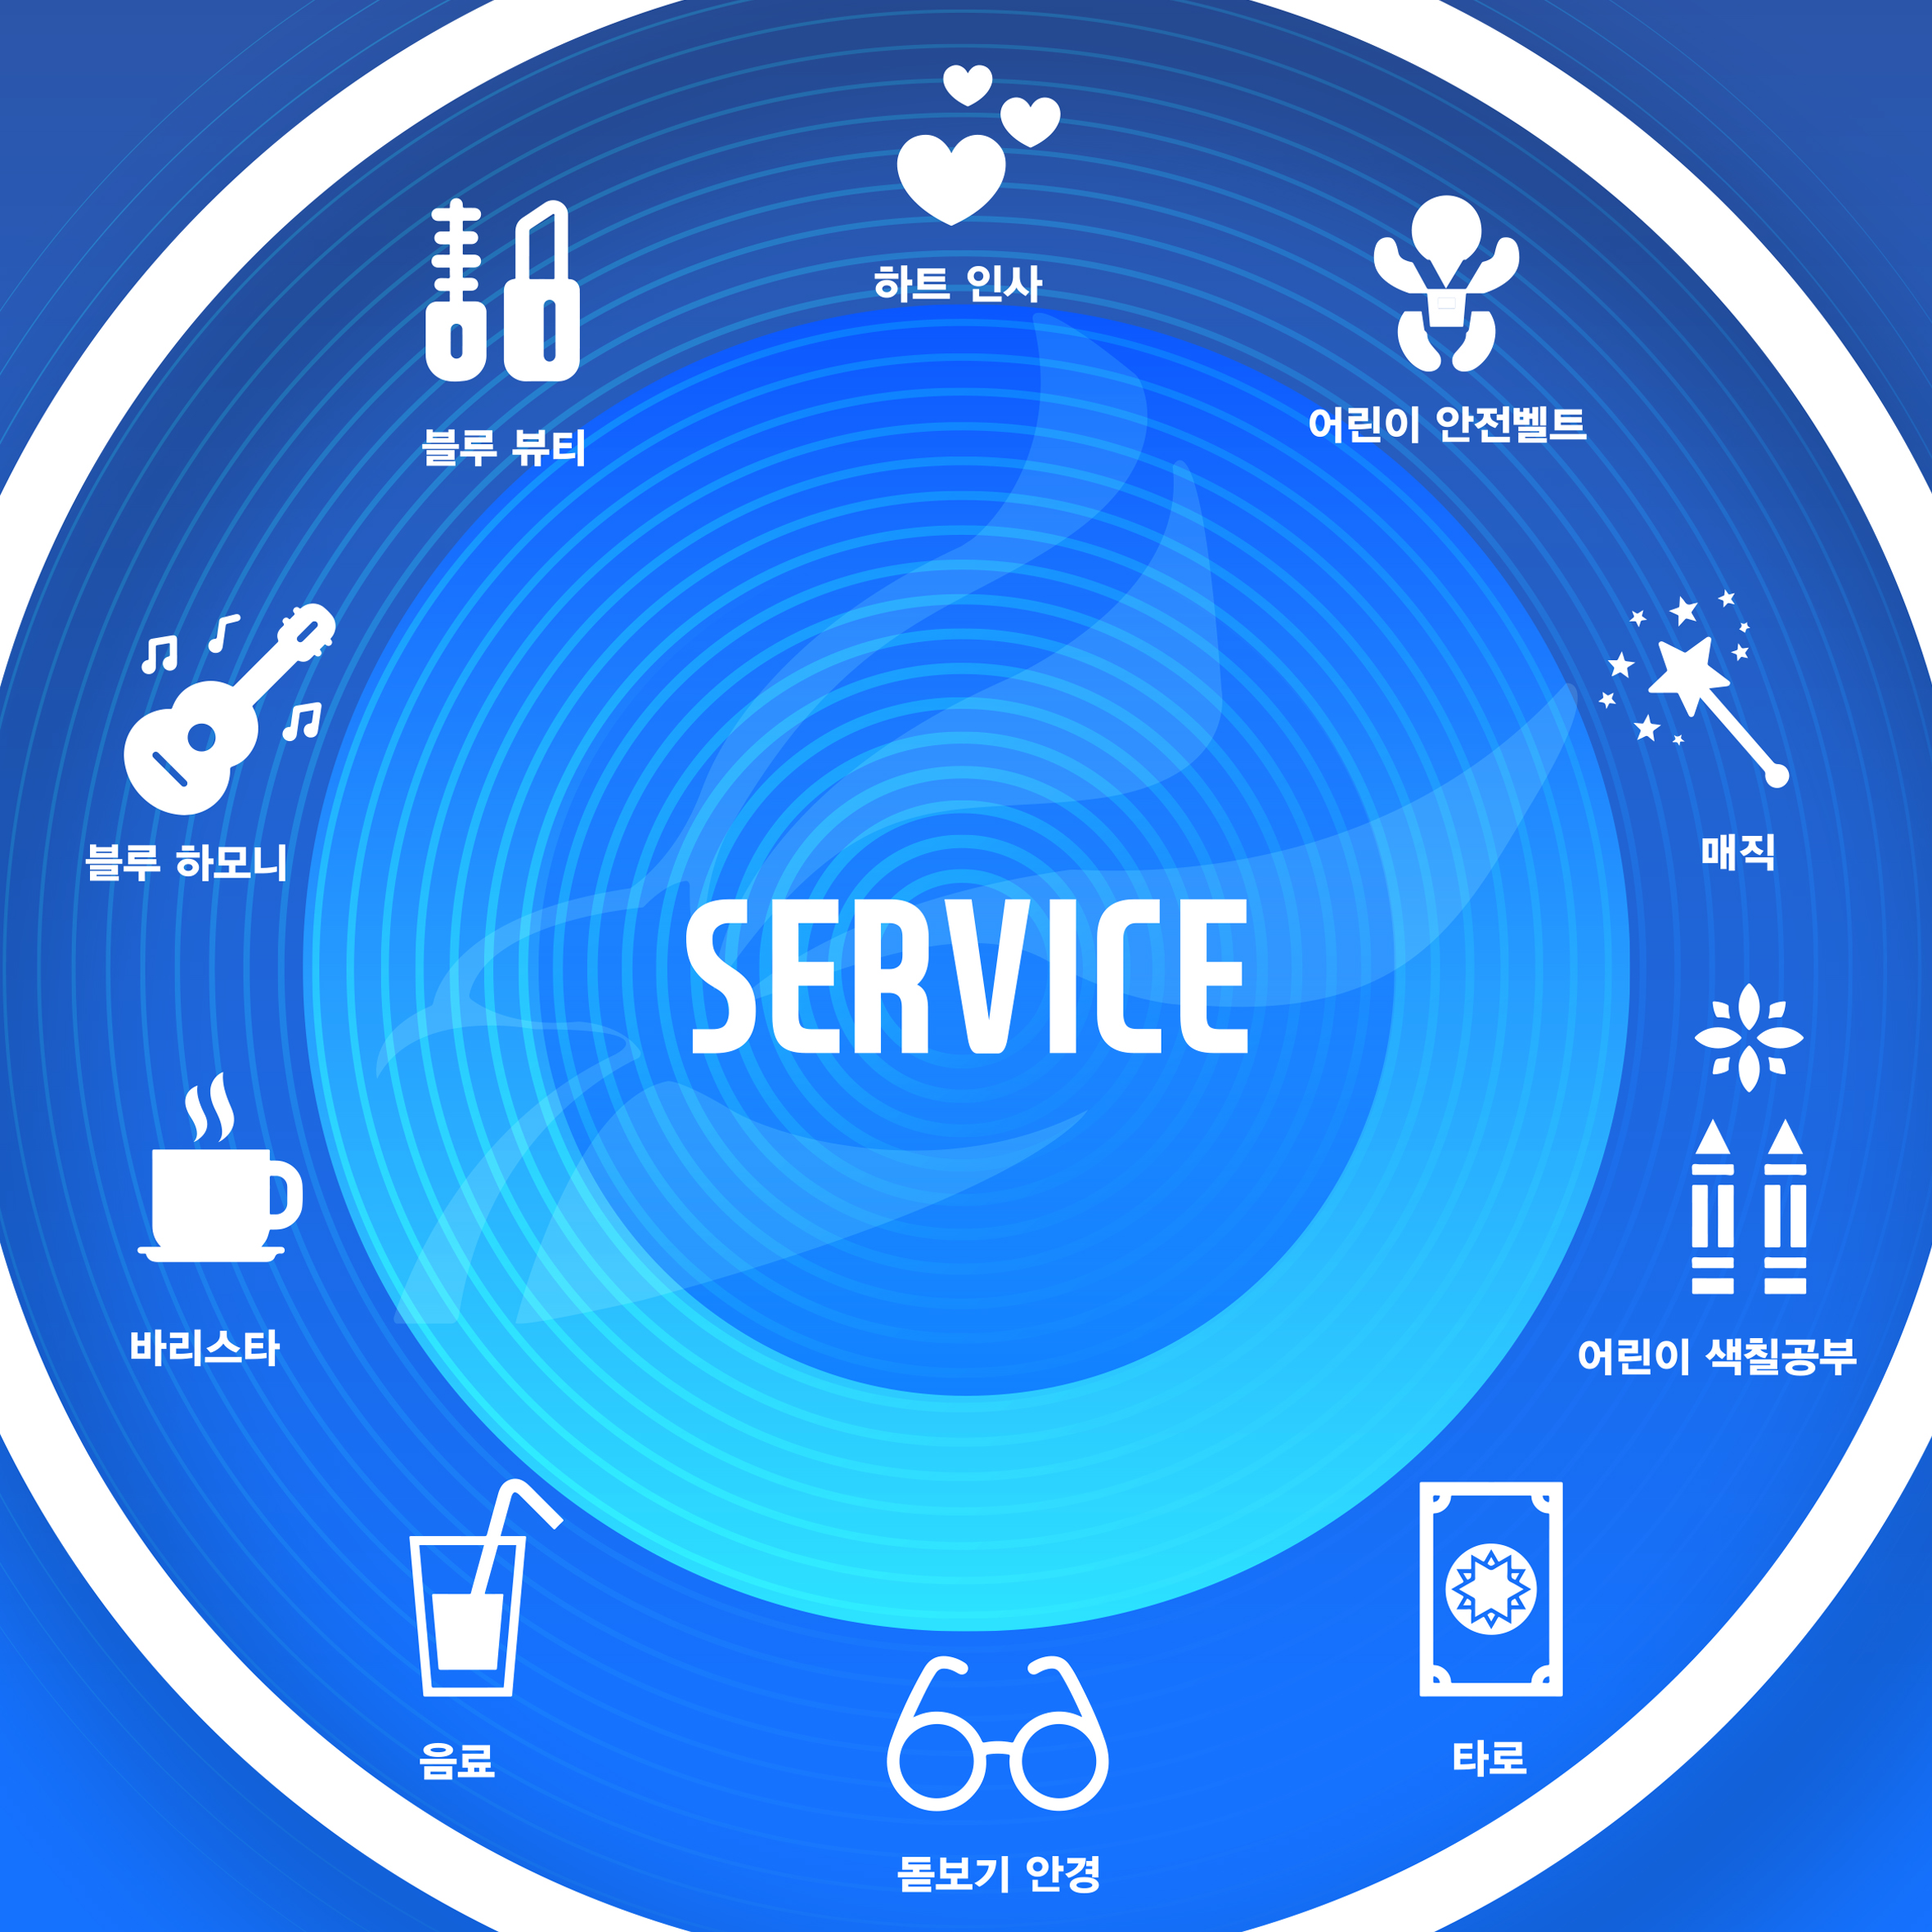 하트 인사
블루 뷰티
어린이 안전벨트
블루 하모니
매직
SERVICE
바리스타
어린이 색칠공부
음료
타로
돋보기 안경